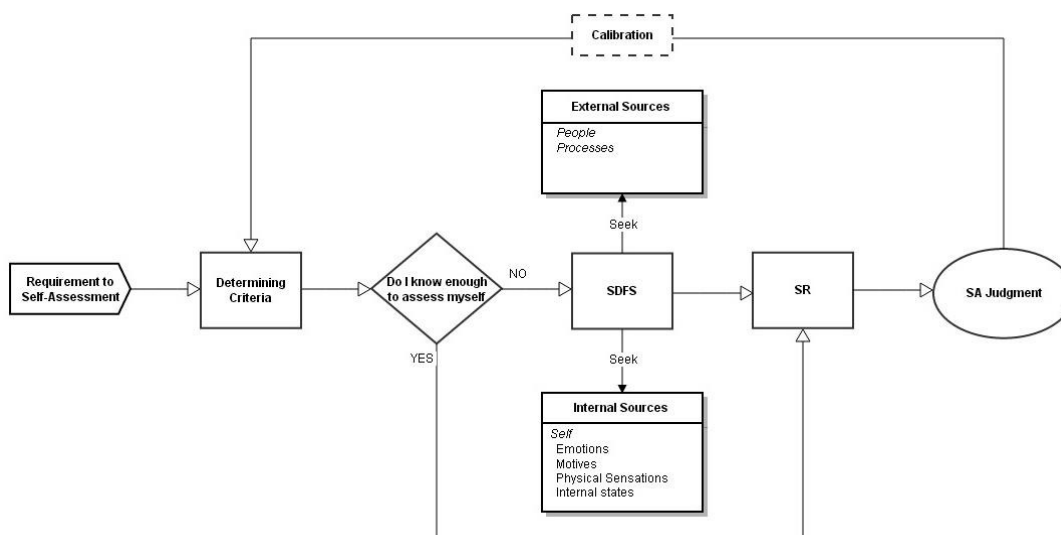 Calibration
External Sources
People
Processes
Seek
Requirement to
Self-Assessment
Determining
Criteria
Do I know enough
to assess myself
NO
SDFS
SR
SA Judgment
YES
Seek
Internal Sources
Self
Emotions
Motives
Physical Sensations
Internal states